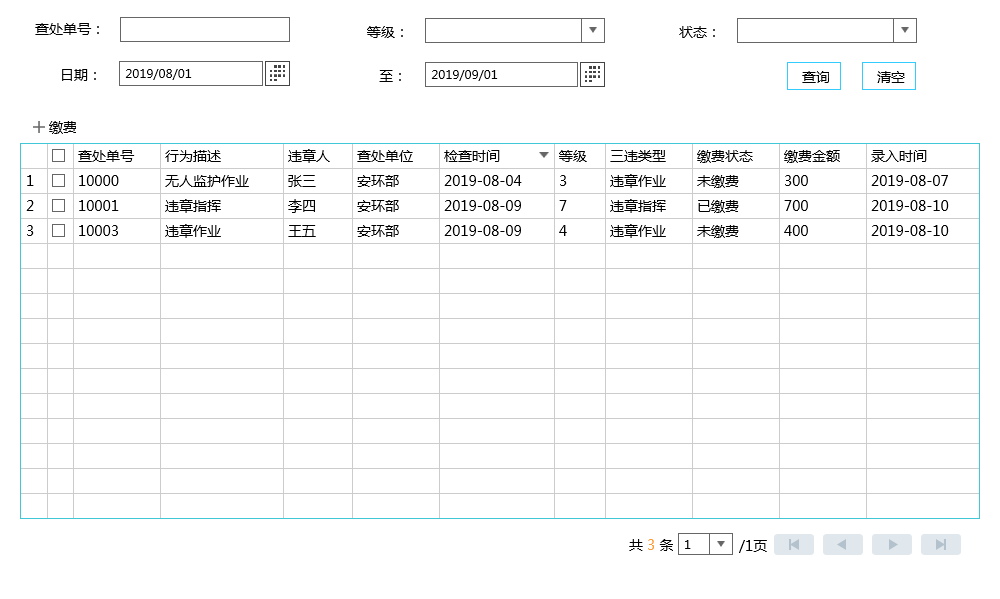 查处单号： 等级： 状态：
日期： 2019/08/01 至： 2019/09/01 查询 清空
缴费
查处单号 行为描述 违章人 查处单位 检查时间 等级 三违类型 缴费状态 缴费金额 录入时间
1 10000 无人监护作业 张三 安环部 2019-08-04 3 违章作业 未缴费 300 2019-08-07
2 10001 违章指挥 李四 安环部 2019-08-09 7 违章指挥 已缴费 700 2019-08-10
3 10003 违章作业 王五 安环部 2019-08-09 4 违章作业 未缴费 400 2019-08-10
共 3 条 1 /1页